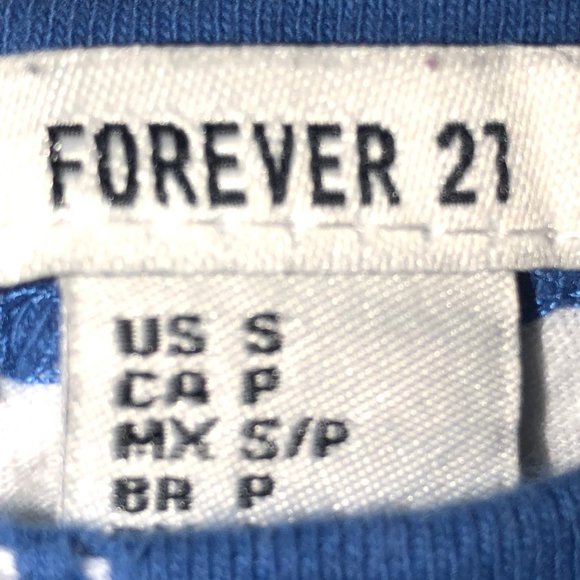 FOREVER 21
US S
CA P
MX S/P
BR P